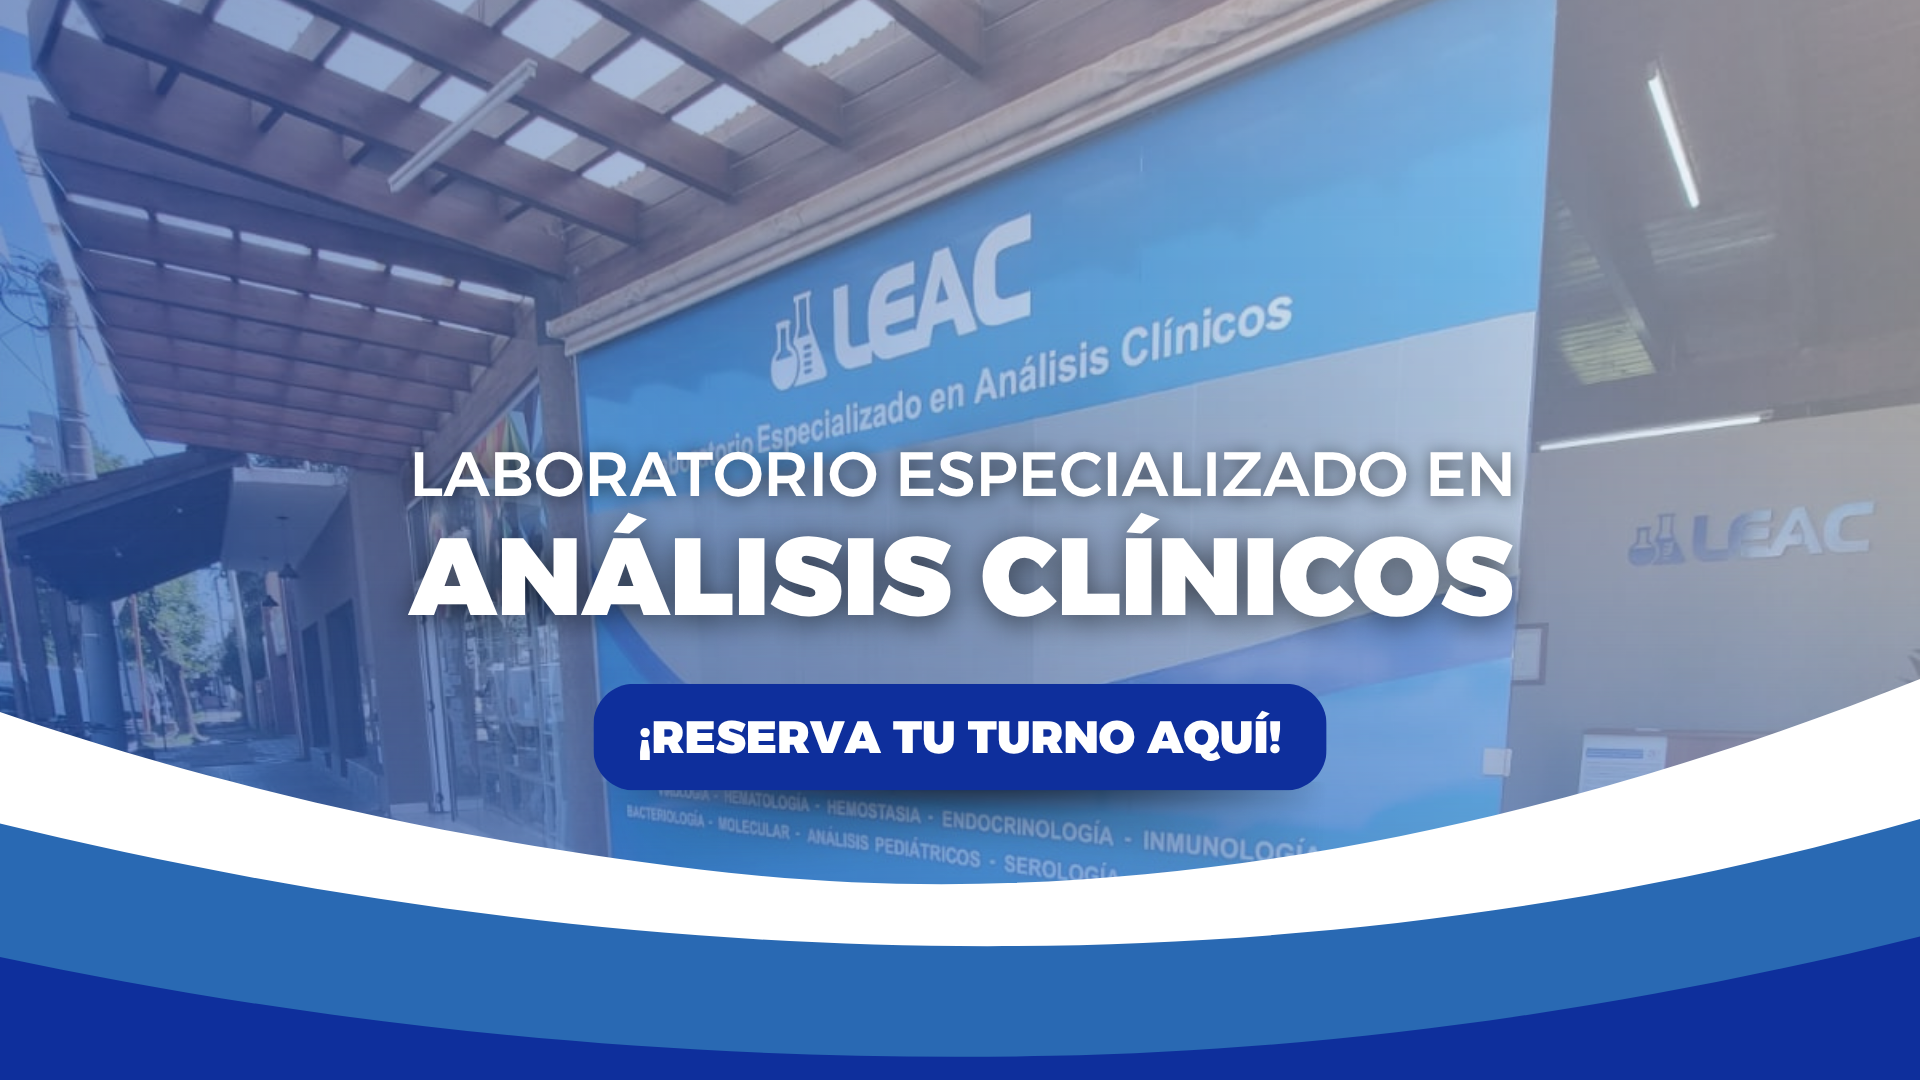 LEAC
Especializado en Análisis Clínicos
LABORATORIO ESPECIALIZADO EN
ANÁLISIS CLÍNICOS
LEAC
¡RESERVA TU TURNO AQUÍ!
- HEMATOLOGÍA - HEMOSTASIA - ENDOCRINOLOGÍA - INMUNOLOGÍA
BACTERIOLOGÍA - MOLECULAR - ANÁLISIS PEDIÁTRICOS - SEROLOGÍA